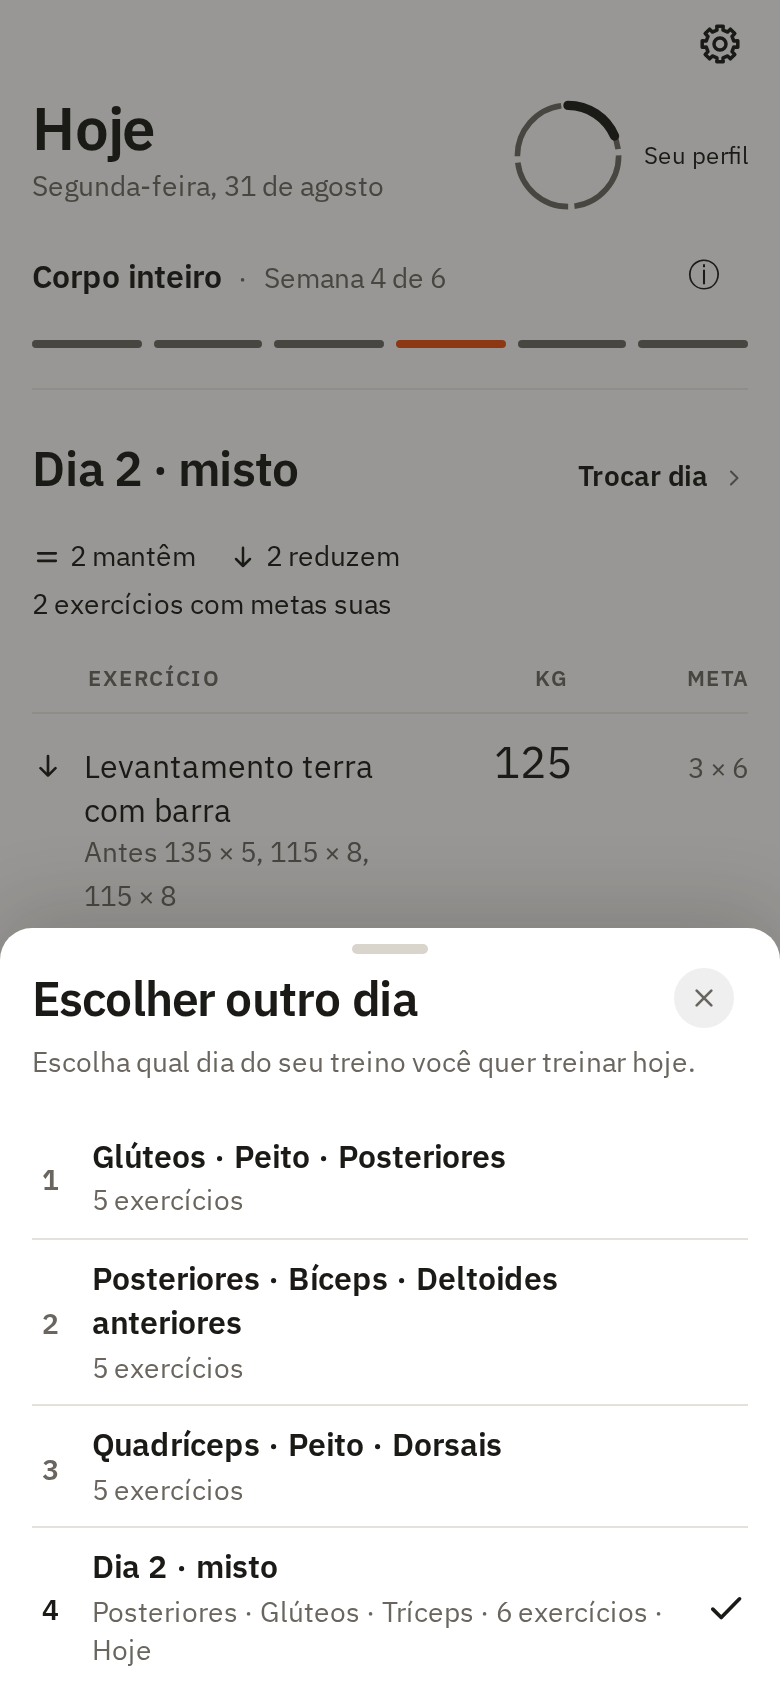 Hoje
Segunda-feira, 31 de agosto
Seu perfil
Corpo inteiro · Semana 4 de 6
Dia 2 · misto
Trocar dia
= 2 mantêm ↓ 2 reduzem
2 exercícios com metas suas
EXERCÍCIO KG META
↓ Levantamento terra 125 3 × 6
com barra
Antes 135 × 5, 115 × 8,
115 × 8
Escolher outro dia
Escolha qual dia do seu treino você quer treinar hoje.
1
Glúteos · Peito · Posteriores
5 exercícios
2
Posteriores · Bíceps · Deltoides
anteriores
5 exercícios
3
Quadríceps · Peito · Dorsais
5 exercícios
4
Dia 2 · misto
Posteriores · Glúteos · Tríceps · 6 exercícios ·
Hoje